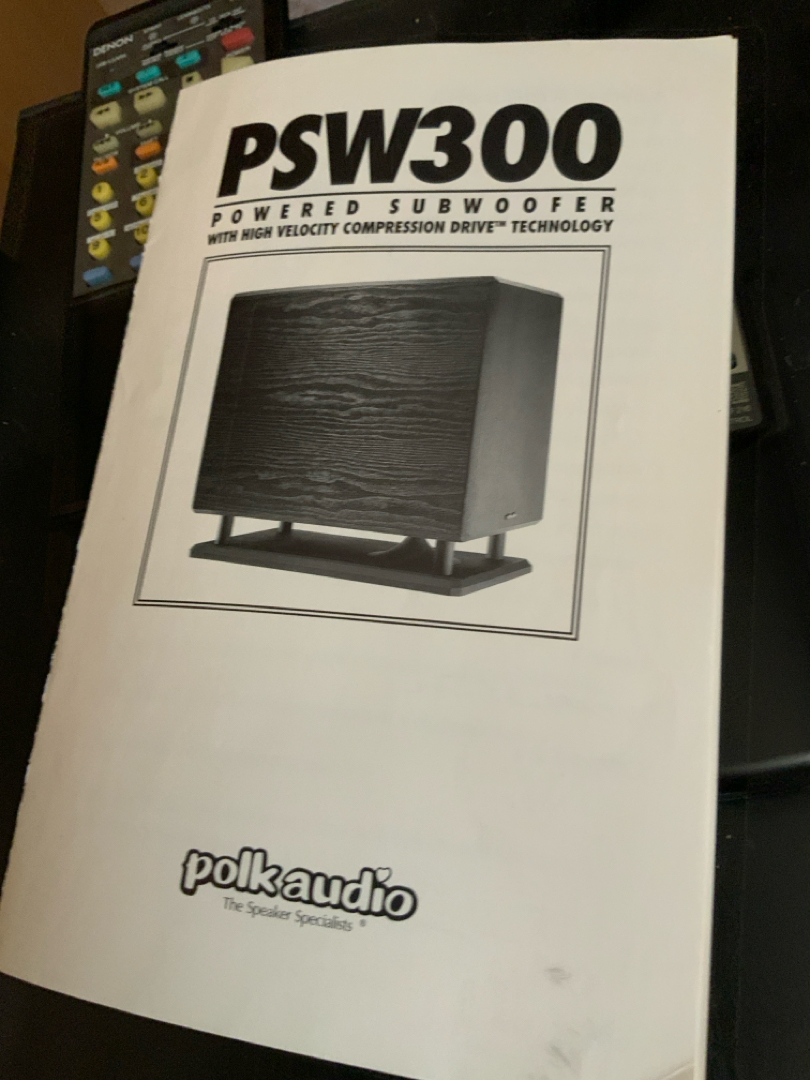 DENON
PSW300
POWERED SUBWOOFER
WITH HIGH VELOCITY COMPRESSION DRIVE™ TECHNOLOGY
polkaudio
The Speaker Specialists ®